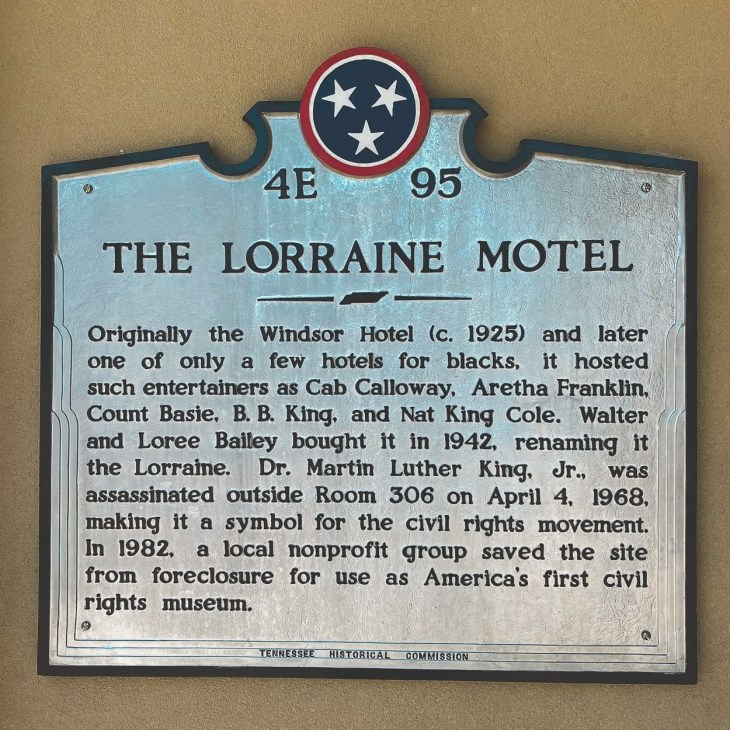 4E 95
THE LORRAINE MOTEL
Originally the Windsor Hotel (c. 1925) and later
one of only a few hotels for blacks, it hosted
such entertainers as Cab Calloway, Aretha Franklin,
Count Basie, B. B. King, and Nat King Cole. Walter
and Loree Bailey bought it in 1942, renaming it
the Lorraine. Dr. Martin Luther King, Jr., was
assassinated outside Room 306 on April 4, 1968,
making it a symbol for the civil rights movement.
In 1982, a local nonprofit group saved the site
from foreclosure for use as America's first civil
rights museum.
TENNESSEE HISTORICAL COMMISSION